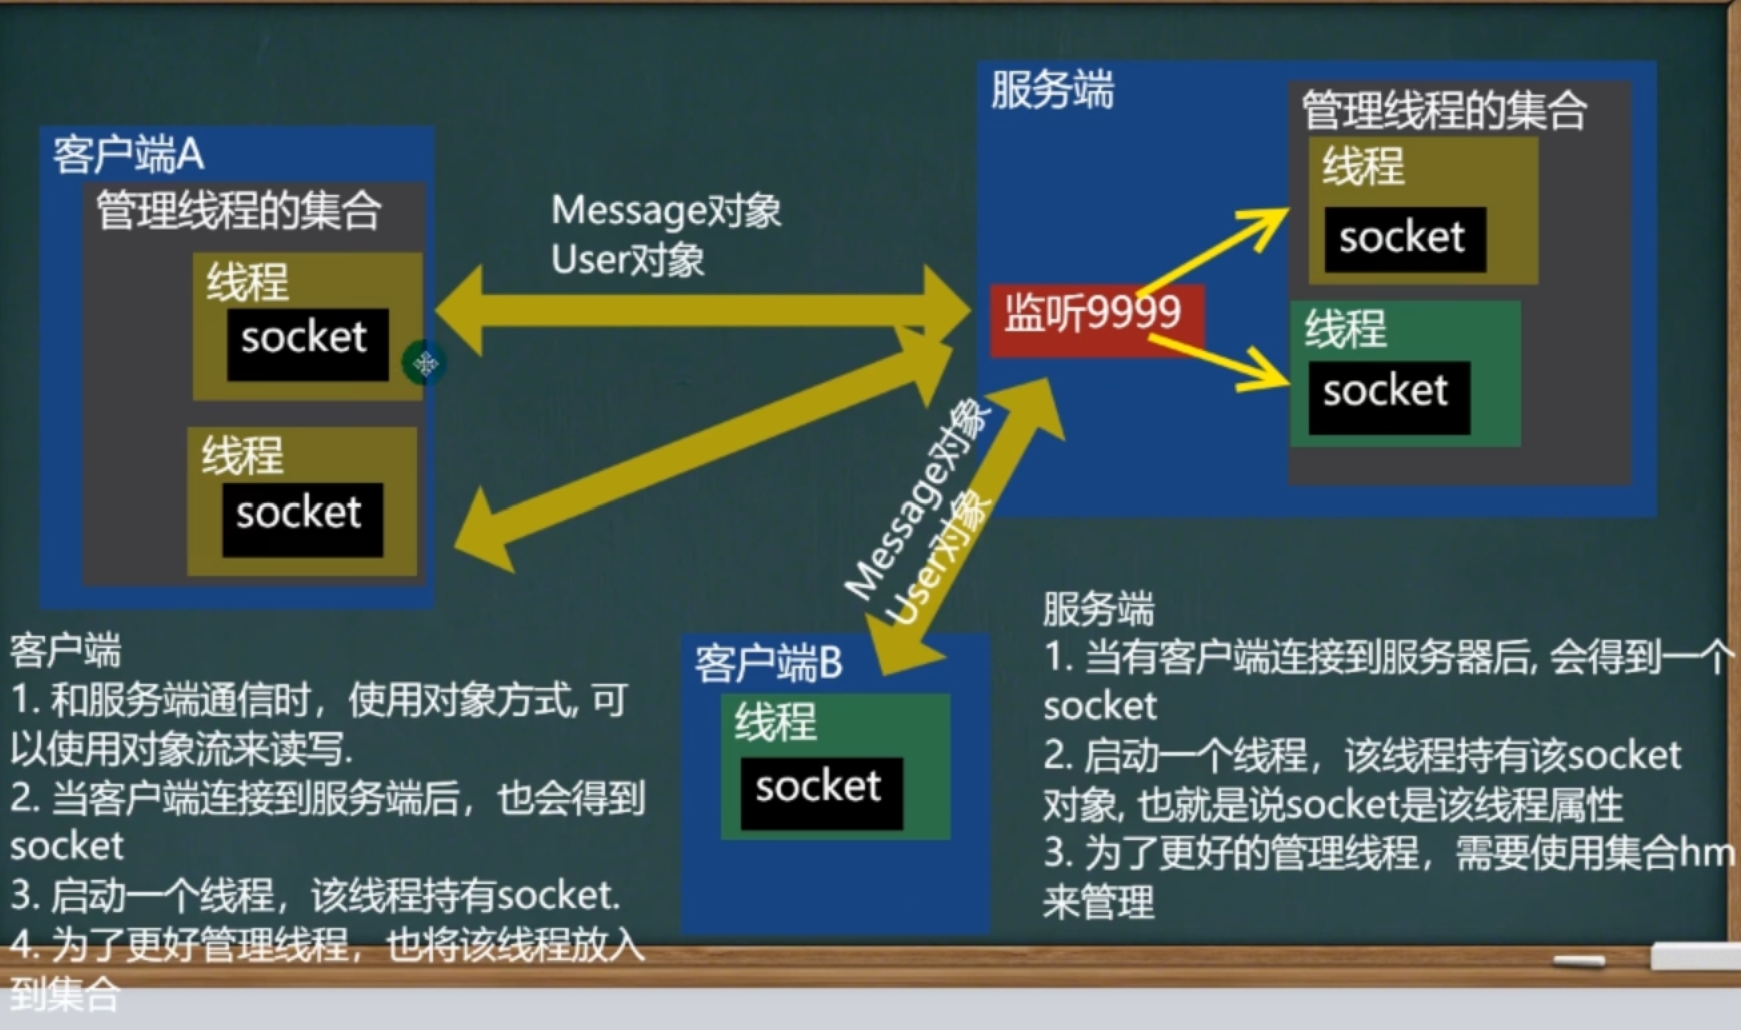 客户端A
管理线程的集合
线程
socket
线程
socket
Message对象
User对象
服务端
监听9999
管理线程的集合
线程
socket
线程
socket
Message对象
User对象
客户端B
线程
socket
客户端
1. 和服务端通信时，使用对象方式, 可
以使用对象流来读写.
2. 当客户端连接到服务端后，也会得到
socket
3. 启动一个线程，该线程持有socket.
4. 为了更好管理线程，也将该线程放入
到集合
服务端
1. 当有客户端连接到服务器后, 会得到一个
socket
2. 启动一个线程，该线程持有该socket
对象, 也就是说socket是该线程属性
3. 为了更好的管理线程，需要使用集合hm
来管理